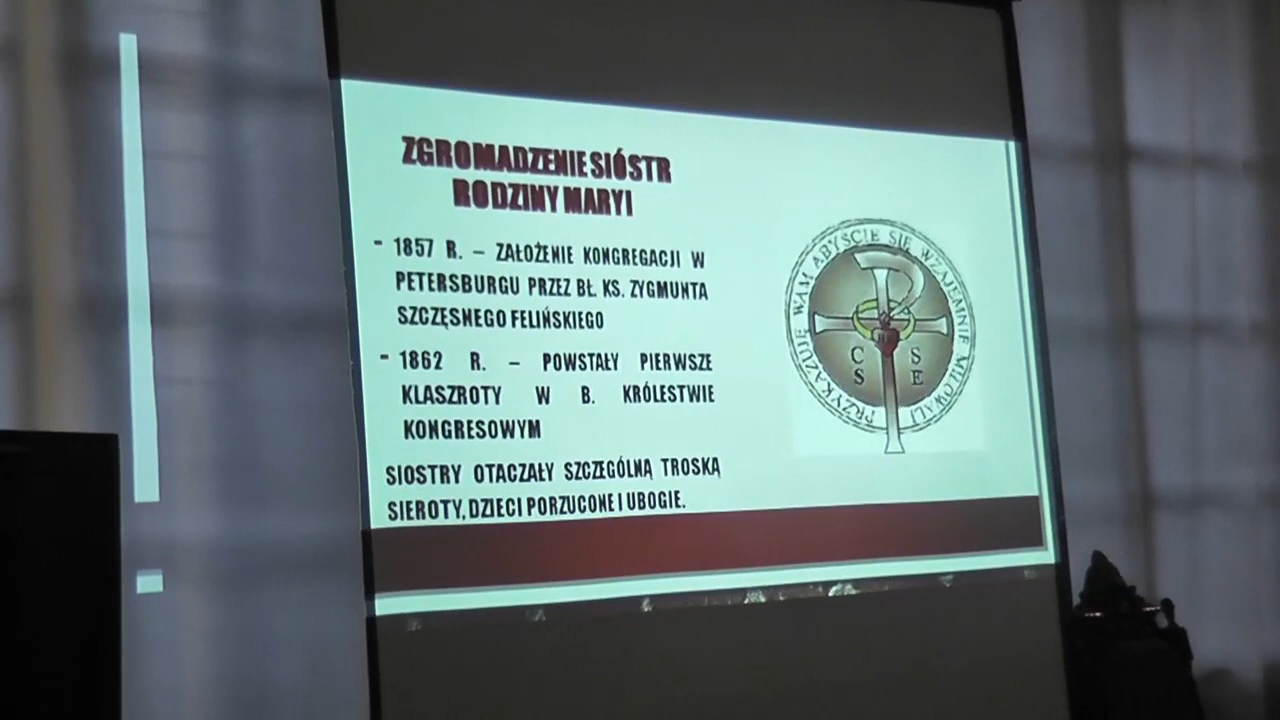 ZGROMADZENIE SIÓSTR
RODZINY MARYI
- 1857 R. – ZAŁOŻENIE KONGREGACJI W
PETERSBURGU PRZEZ BŁ. KS. ZYGMUNTA
SZCZĘSNEGO FELIŃSKIEGO
- 1862 R. – POWSTAŁY PIERWSZE
KLASZROTY W B. KRÓLESTWIE
KONGRESOWYM
SIOSTRY OTACZAŁY SZCZEGÓLNĄ TROSKĄ
SIEROTY, DZIECI PORZUCONE I UBOGIE.
PRZYKAZUJĘ WAM ABYŚCIE SIĘ WZAJEMNIE MIŁOWALI
C S
S E